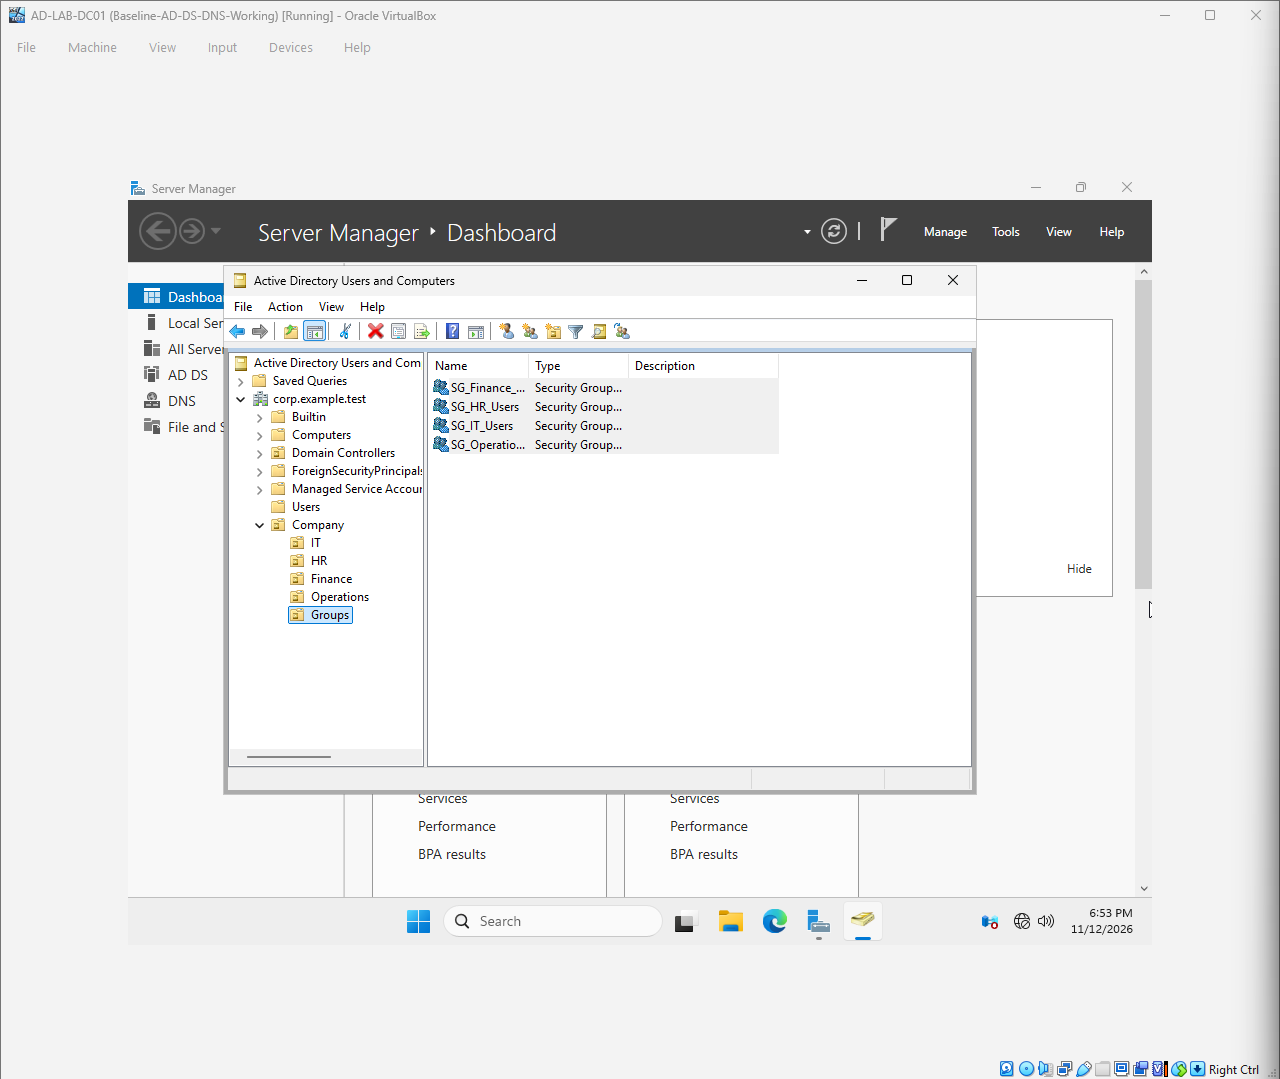 AD-LAB-DC01 (Baseline-AD-DS-DNS-Working) [Running] - Oracle VirtualBox
File Machine View Input Devices Help
Server Manager
Server Manager Dashboard
Manage Tools View Help
Dashboa
Local Ser
All Server
AD DS
DNS
File and S
Active Directory Users and Computers
File Action View Help
Active Directory Users and Com
Saved Queries
corp.example.test
Builtin
Computers
Domain Controllers
ForeignSecurityPrincipals
Managed Service Accoun
Users
Company
IT
HR
Finance
Operations
Groups
Name Type Description
SG_Finance_... Security Group...
SG_HR_Users Security Group...
SG_IT_Users Security Group...
SG_Operatio... Security Group...
Hide
Services Services
Performance Performance
BPA results BPA results
Search
6:53 PM
11/12/2026
Right Ctrl